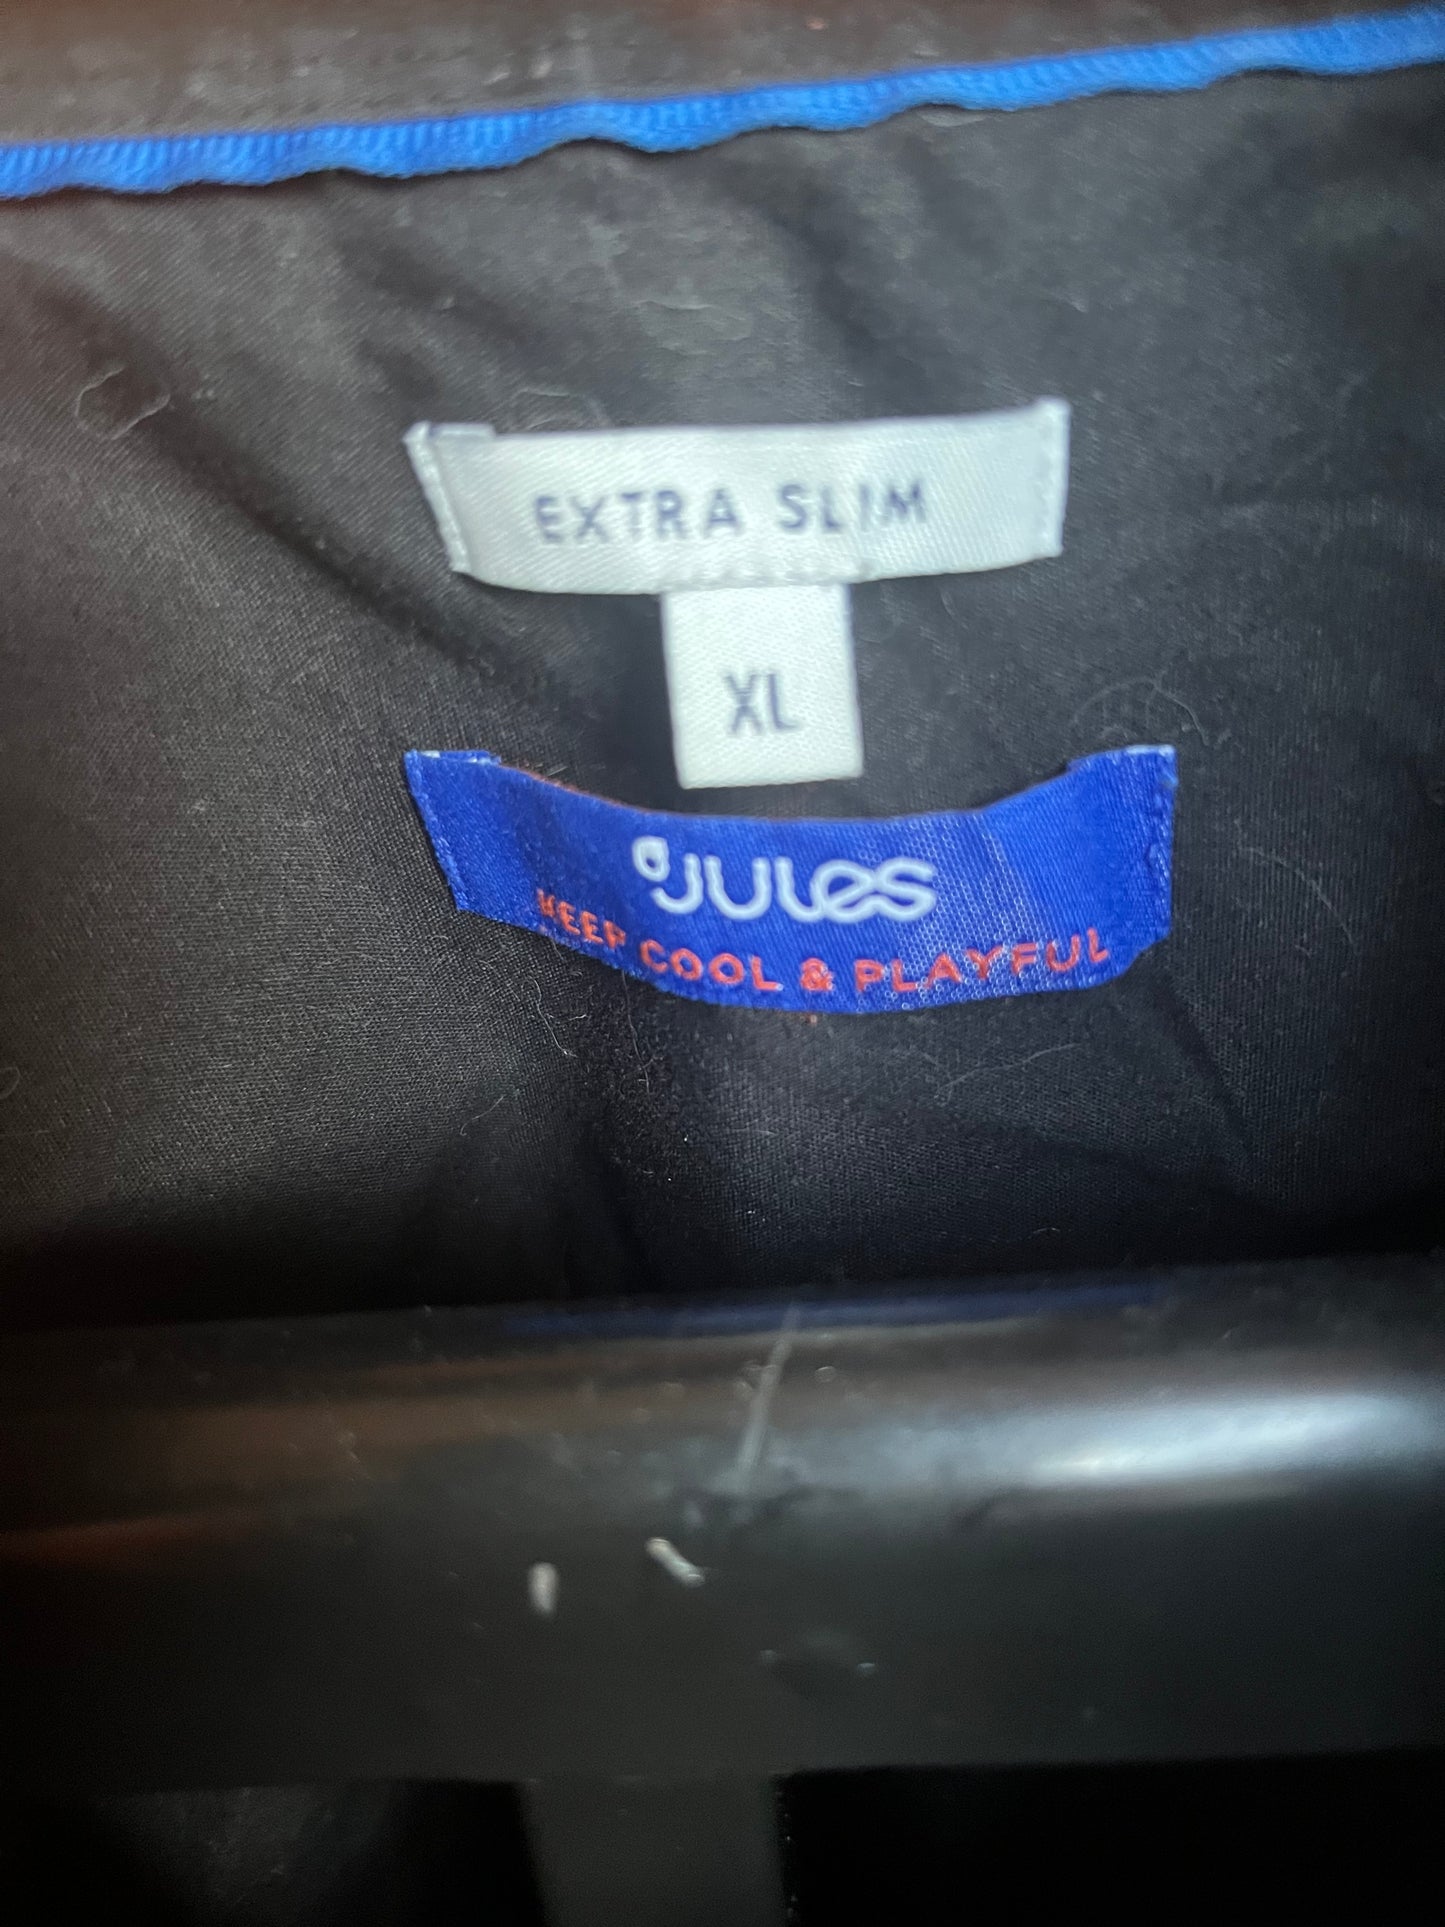 EXTRA SLIM
XL
JULES
KEEP COOL & PLAYFUL